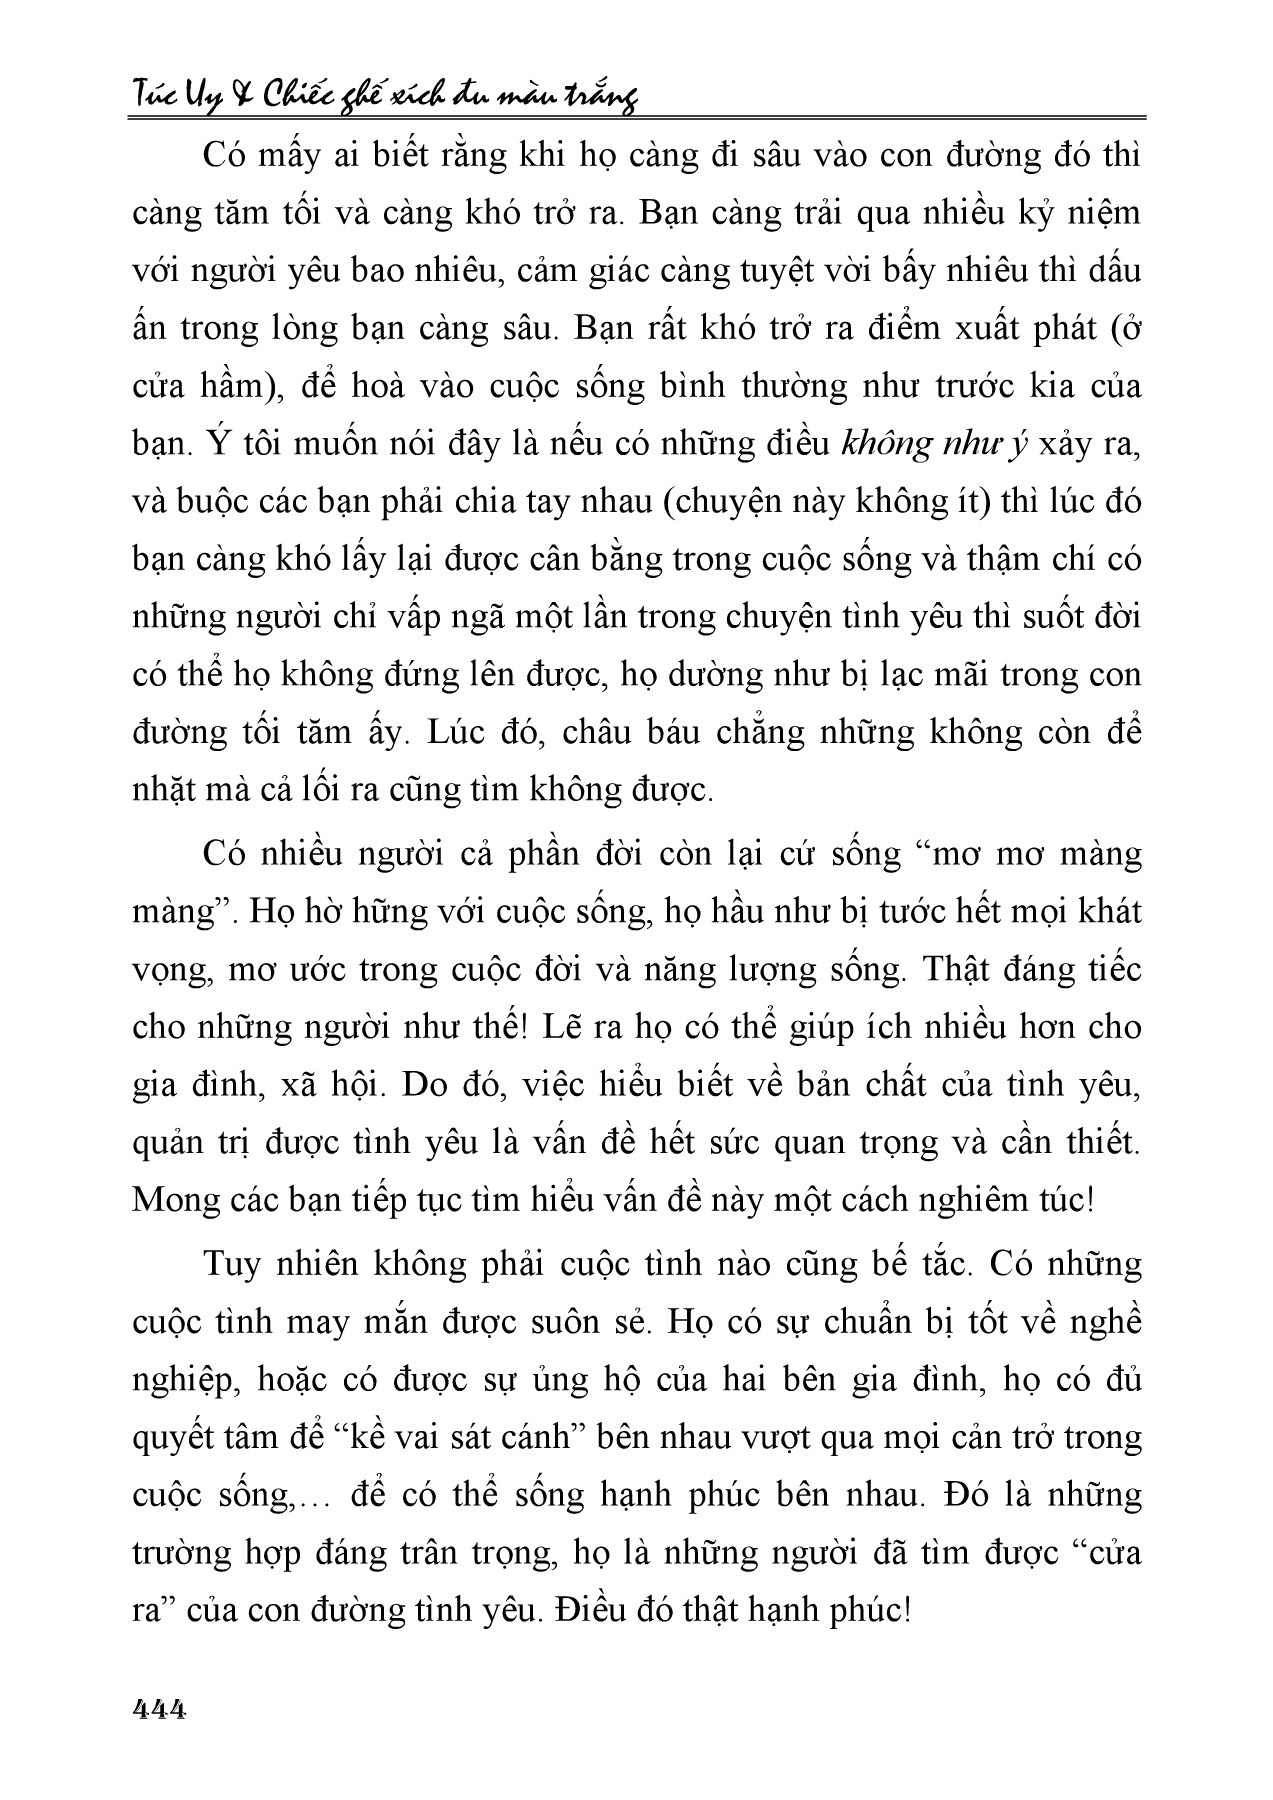 Túc Uy & Chiếc ghế xích đu màu trắng
Có mấy ai biết rằng khi họ càng đi sâu vào con đường đó thì
càng tăm tối và càng khó trở ra. Bạn càng trải qua nhiều kỷ niệm
với người yêu bao nhiêu, cảm giác càng tuyệt vời bấy nhiêu thì dấu
ấn trong lòng bạn càng sâu. Bạn rất khó trở ra điểm xuất phát (ở
cửa hầm), để hoà vào cuộc sống bình thường như trước kia của
bạn. Ý tôi muốn nói đây là nếu có những điều không như ý xảy ra,
và buộc các bạn phải chia tay nhau (chuyện này không ít) thì lúc đó
bạn càng khó lấy lại được cân bằng trong cuộc sống và thậm chí có
những người chỉ vấp ngã một lần trong chuyện tình yêu thì suốt đời
có thể họ không đứng lên được, họ dường như bị lạc mãi trong con
đường tối tăm ấy. Lúc đó, châu báu chẳng những không còn để
nhặt mà cả lối ra cũng tìm không được.
Có nhiều người cả phần đời còn lại cứ sống “mơ mơ màng
màng”. Họ hờ hững với cuộc sống, họ hầu như bị tước hết mọi khát
vọng, mơ ước trong cuộc đời và năng lượng sống. Thật đáng tiếc
cho những người như thế! Lẽ ra họ có thể giúp ích nhiều hơn cho
gia đình, xã hội. Do đó, việc hiểu biết về bản chất của tình yêu,
quản trị được tình yêu là vấn đề hết sức quan trọng và cần thiết.
Mong các bạn tiếp tục tìm hiểu vấn đề này một cách nghiêm túc!
Tuy nhiên không phải cuộc tình nào cũng bế tắc. Có những
cuộc tình may mắn được suôn sẻ. Họ có sự chuẩn bị tốt về nghề
nghiệp, hoặc có được sự ủng hộ của hai bên gia đình, họ có đủ
quyết tâm để “kề vai sát cánh” bên nhau vượt qua mọi cản trở trong
cuộc sống,… để có thể sống hạnh phúc bên nhau. Đó là những
trường hợp đáng trân trọng, họ là những người đã tìm được “cửa
ra” của con đường tình yêu. Điều đó thật hạnh phúc!
444